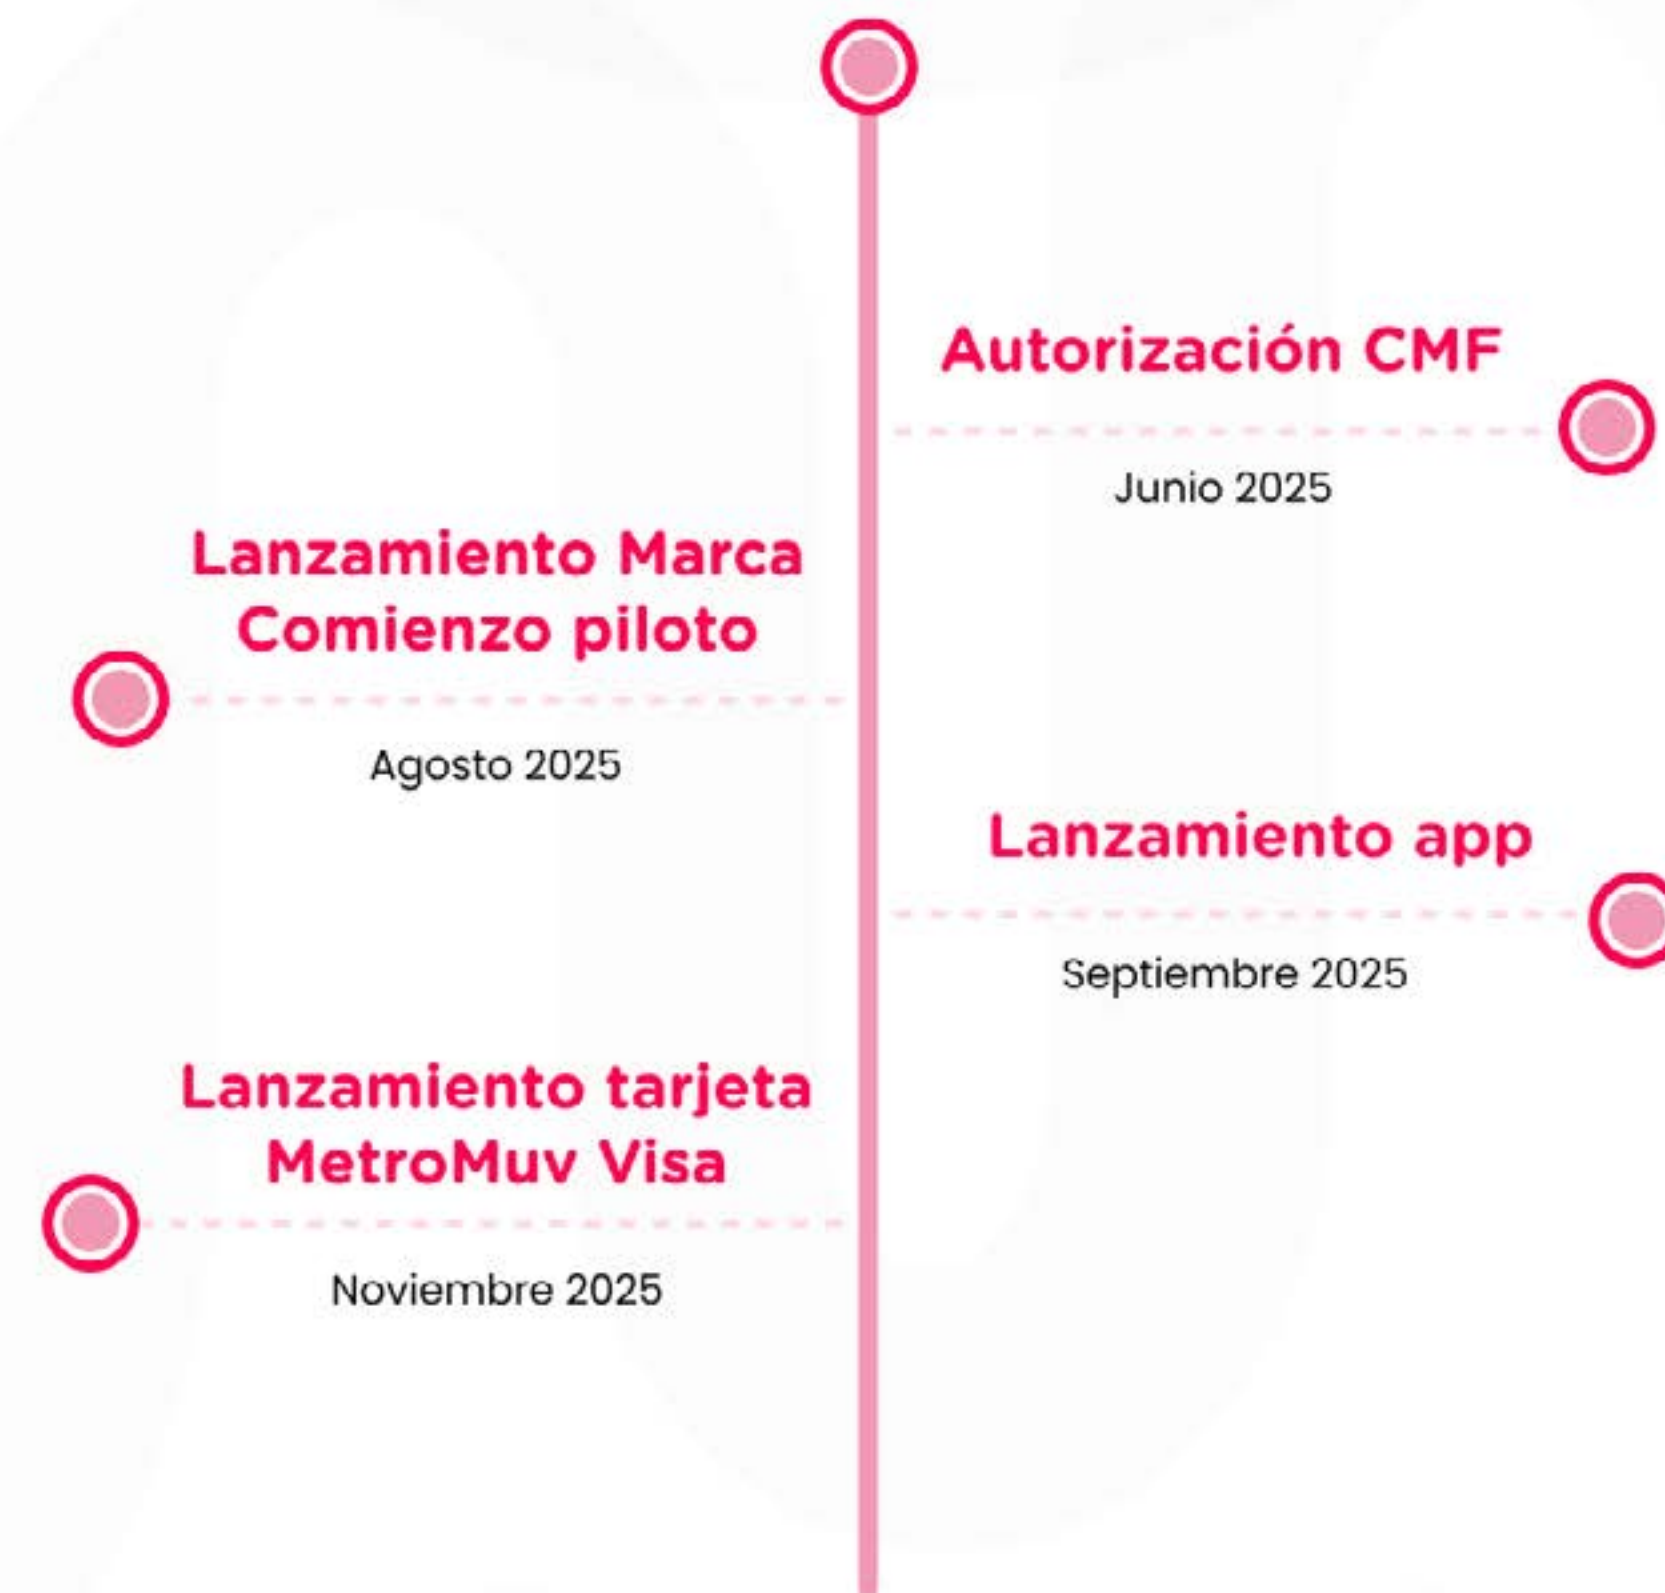 Autorización CMF
Junio 2025
Lanzamiento Marca
Comienzo piloto
Agosto 2025
Lanzamiento app
Septiembre 2025
Lanzamiento tarjeta
MetroMuv Visa
Noviembre 2025